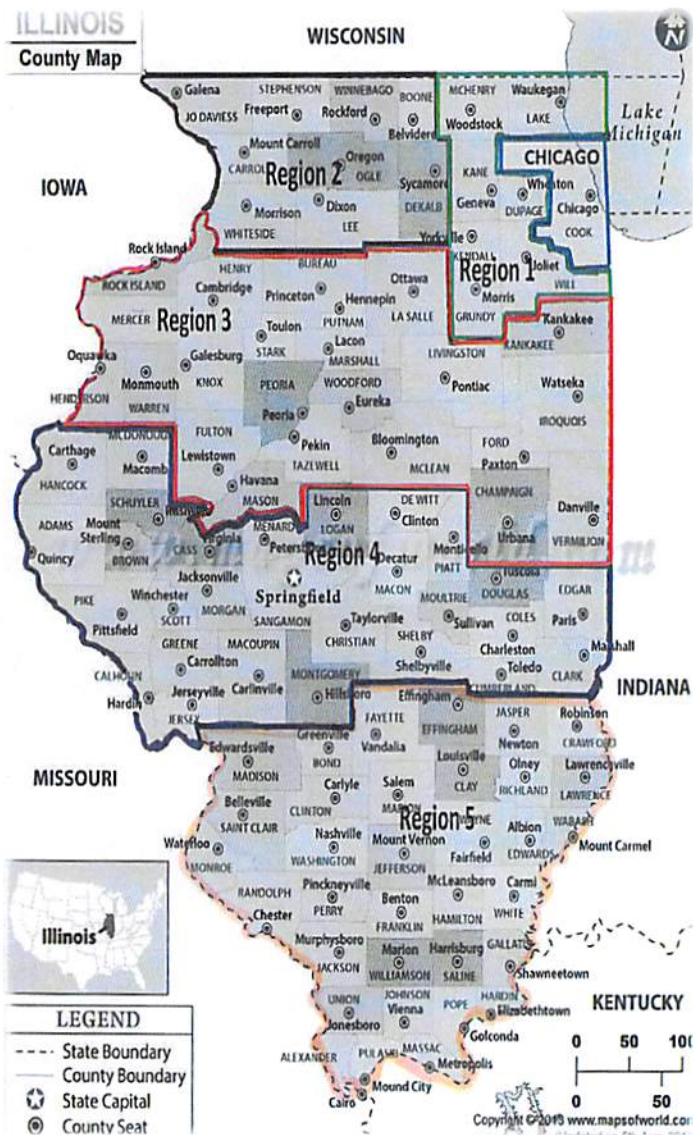 ILLINOIS
County Map
WISCONSIN
N
Galena
STEPHENSON
WINNEBAGO
BOONE
MCHENRY
Waukegan
JO DAVIESS
Freeport
Rockford
Belvidere
Woodstock
LAKE
Lake
Michigan
Mount Carroll
Oregon
CARROL
OGLE
Region 2
Sycamore
DEKALB
KANE
Geneva
CHICAGO
Wheaton
DUPAGE
Chicago
COOK
IOWA
Morrison
Dixon
WHITESIDE
LEE
Yorkville
KENDALL
Joliet
Region 1
WILL
Morris
GRUNDY
Rock Island
ROCK ISLAND
HENRY
BUREAU
Cambridge
Princeton
Ottawa
Hennepin
MERCER
Region 3
PUTNAM
LA SALLE
Kankakee
KANKAKEE
Toulon
STARK
Lacon
MARSHALL
LIVINGSTON
Oquawka
Galesburg
KNOX
Monmouth
PEORIA
WOODFORD
Pontiac
Watseka
HENDERSON
WARREN
Peoria
Eureka
IROQUOIS
FULTON
Pekin
Bloomington
FORD
MCDONOUGH
Carthage
Macomb
Lewistown
TAZEWELL
MCLEAN
Paxton
HANCOCK
Havana
MASON
SCHUYLER
Lincoln
LOGAN
DE WITT
Clinton
CHAMPAIGN
Danville
ADAMS
Mount
Sterling
BROWN
CASS
Virginia
MENARD
Region 4
Monticello
PIATT
Urbana
VERMILION
Quincy
Jacksonville
Decatur
MACON
Tuscola
DOUGLAS
EDGAR
PIKE
Winchester
SCOTT
MORGAN
Springfield
SANGAMON
MOULTRIE
Sullivan
COLES
Paris
Pittsfield
Taylorville
CHRISTIAN
Charleston
GREENE
MACOUPIN
SHELBY
Shelbyville
Toledo
Marshall
CLARK
CALHOUN
Carrollton
Carlinville
MONTGOMERY
Hillsboro
CUMBERLAND
INDIANA
Hardin
Jerseyville
JERSEY
Effingham
EFFINGHAM
JASPER
Newton
Robinson
CRAWFORD
FAYETTE
Vandalia
Greenville
BOND
Edwardsville
MADISON
MISSOURI
Louisville
CLAY
Olney
RICHLAND
Lawrenceville
LAWRENCE
Carlyle
CLINTON
Salem
Belleville
SAINT CLAIR
Region 5
WABASH
Mount Carmel
Nashville
WASHINGTON
Mount Vernon
JEFFERSON
Fairfield
Albion
EDWARDS
Waterloo
MONROE
RANDOLPH
Pinckneyville
PERRY
McLeansboro
HAMILTON
Carmi
WHITE
Chester
Benton
FRANKLIN
Illinois
Murphysboro
JACKSON
Marion
WILLIAMSON
Harrisburg
SALINE
GALLATIN
Shawneetown
UNION
Jonesboro
JOHNSON
Vienna
POPE
HARDIN
Elizabethtown
Golconda
KENTUCKY
ALEXANDER
PULASKI
MASSAC
Metropolis
Mound City
Cairo
LEGEND
State Boundary
County Boundary
State Capital
County Seat
0 50 100
0 50
Copyright © 2013 www.mapsofworld.co